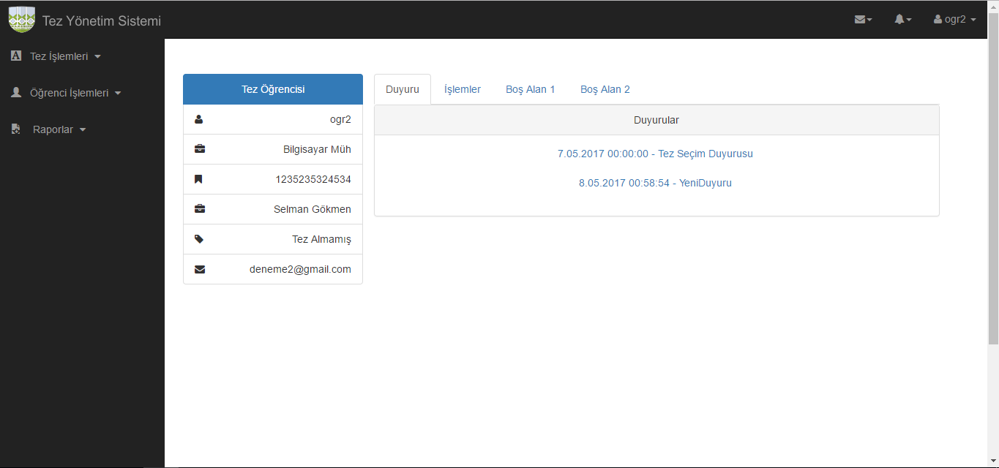 Tez Yönetim Sistemi
ogr2
Tez İşlemleri
Öğrenci İşlemleri
Raporlar
Tez Öğrencisi
ogr2
Bilgisayar Müh
1235235324534
Selman Gökmen
Tez Almamış
deneme2@gmail.com
Duyuru İşlemler Boş Alan 1 Boş Alan 2
Duyurular
7.05.2017 00:00:00 - Tez Seçim Duyurusu
8.05.2017 00:58:54 - YeniDuyuru